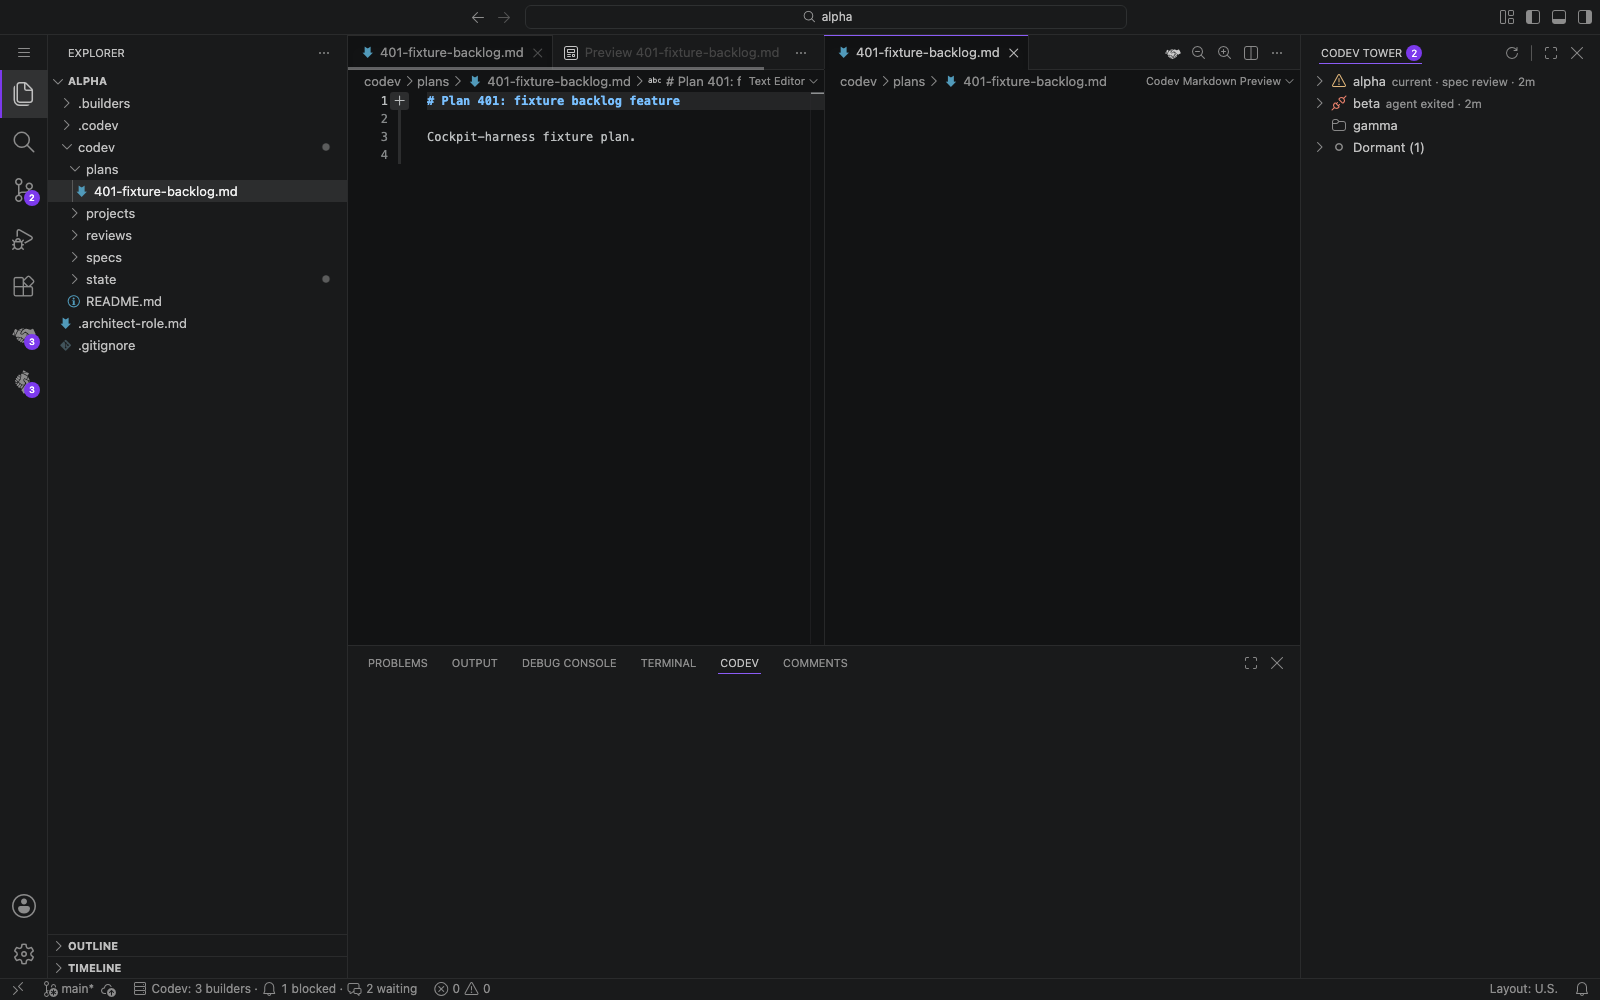 alpha
EXPLORER
ALPHA
.builders
.codev
codev
plans
401-fixture-backlog.md
projects
reviews
specs
state
README.md
.architect-role.md
.gitignore
OUTLINE
TIMELINE
2
3
3
401-fixture-backlog.md
Preview 401-fixture-backlog.md
codev > plans > 401-fixture-backlog.md > abc # Plan 401: f
Text Editor
1 # Plan 401: fixture backlog feature
2
3 Cockpit-harness fixture plan.
4
401-fixture-backlog.md
codev > plans > 401-fixture-backlog.md
Codev Markdown Preview
CODEV TOWER 2
alpha current · spec review · 2m
beta agent exited · 2m
gamma
Dormant (1)
PROBLEMS OUTPUT DEBUG CONSOLE TERMINAL CODEV COMMENTS
main* Codev: 3 builders · 1 blocked · 2 waiting 0 0
Layout: U.S.